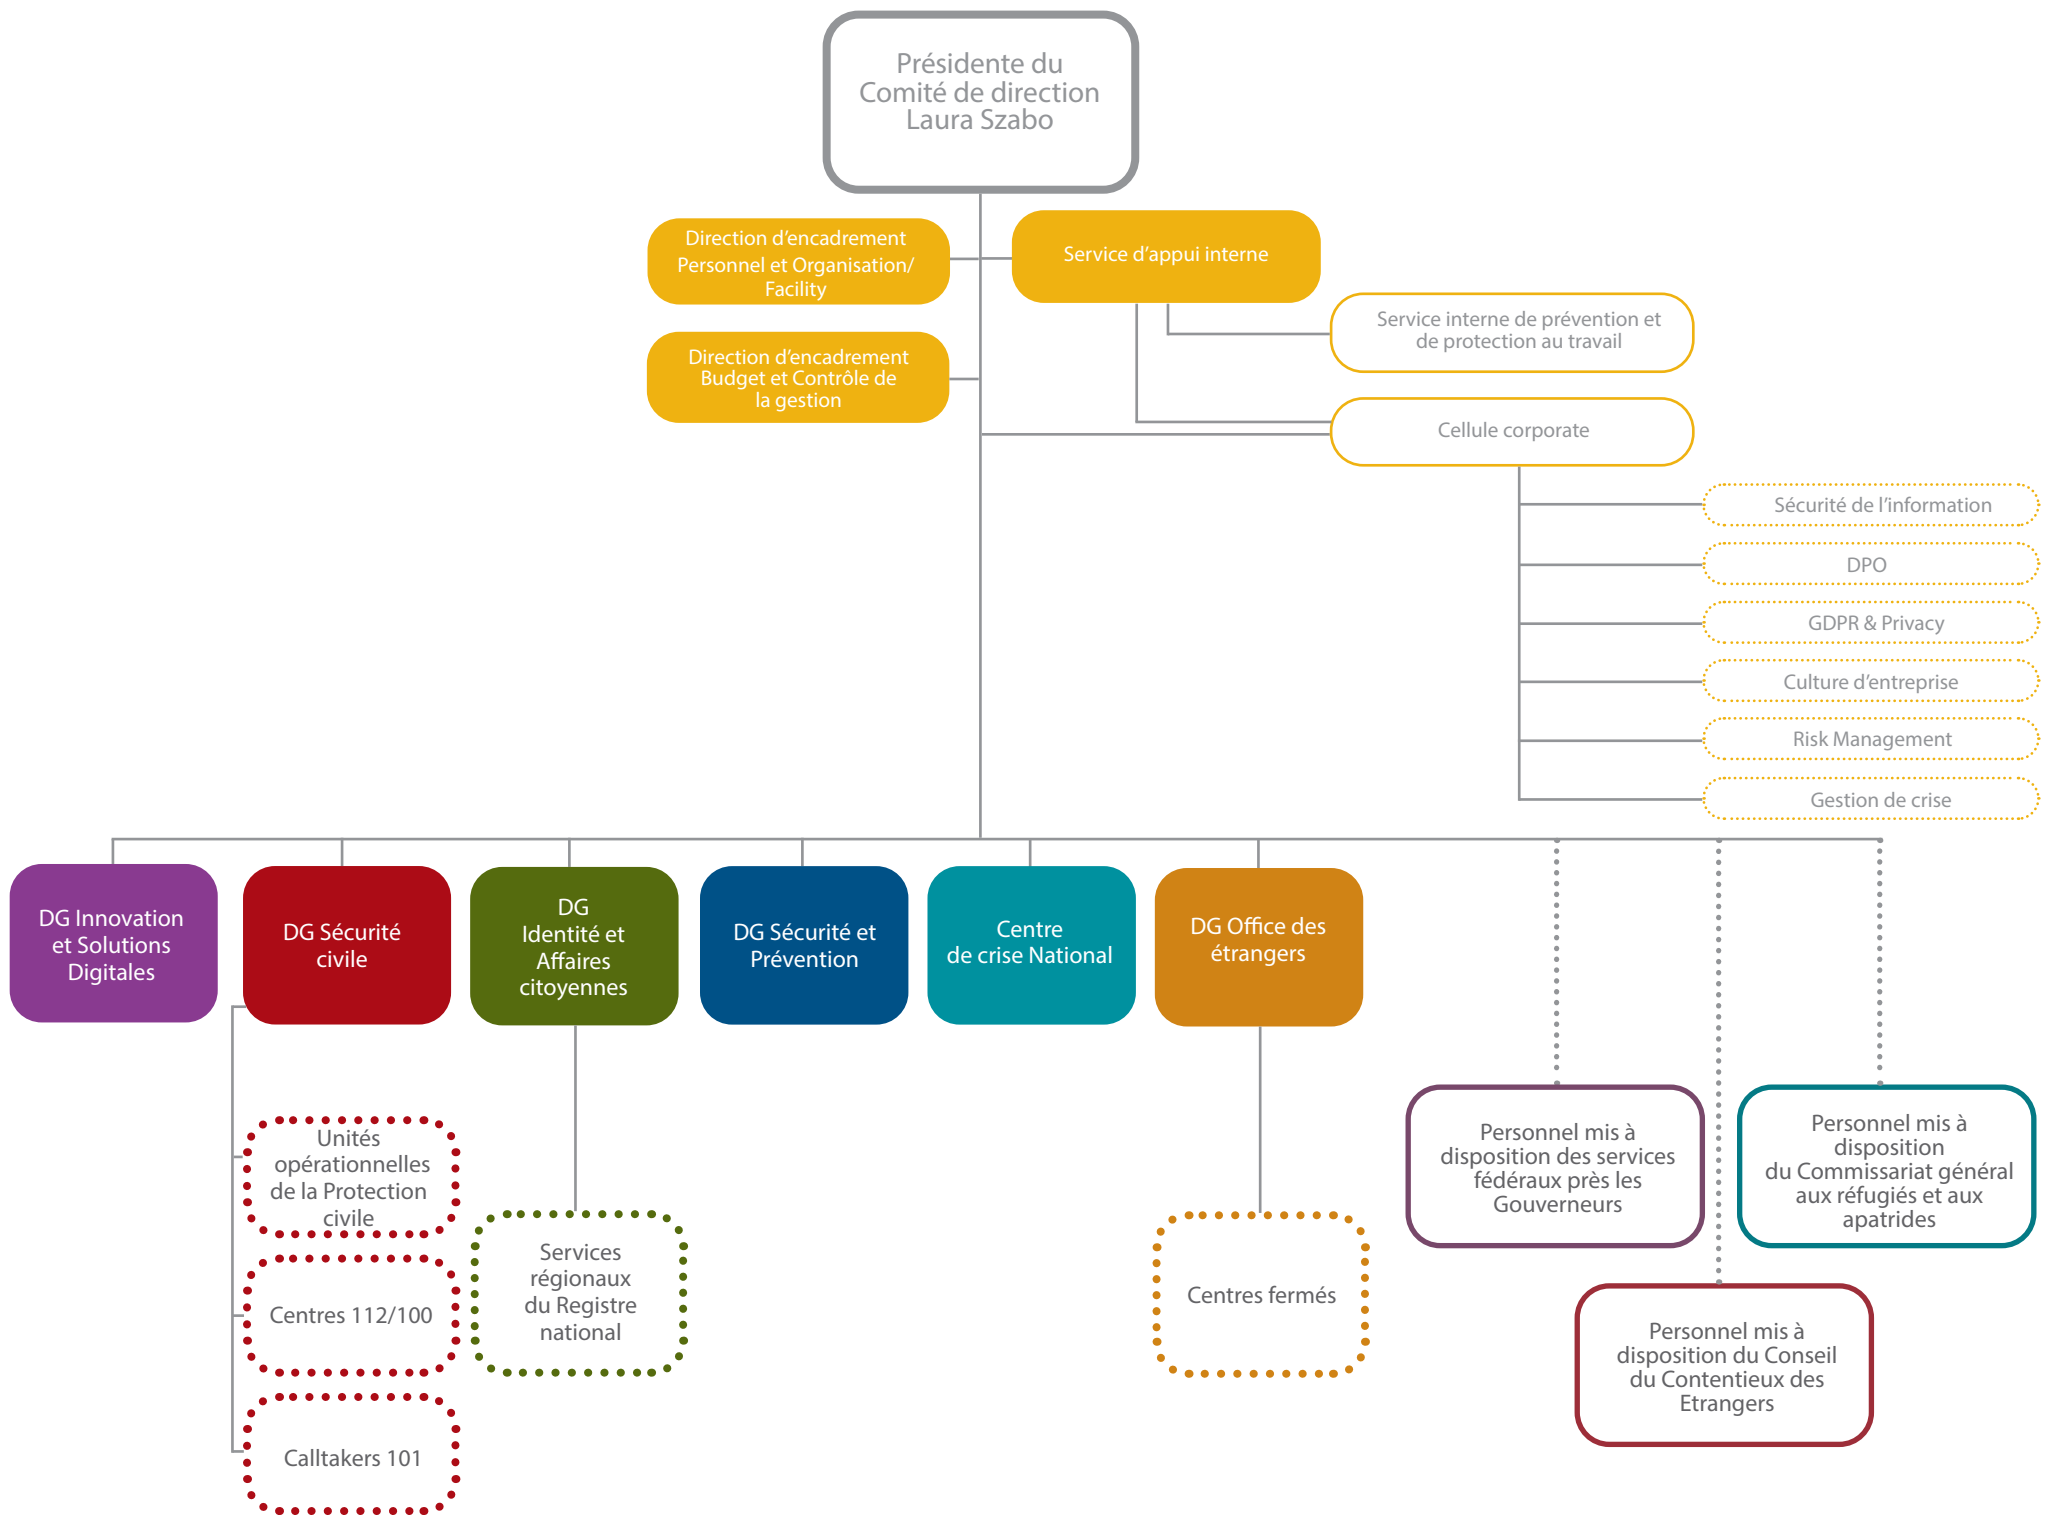 Présidente du
Comité de direction
Laura Szabo
Direction d'encadrement
Personnel et Organisation/
Facility
Service d'appui interne
Service interne de prévention et
de protection au travail
Direction d'encadrement
Budget et Contrôle de
la gestion
Cellule corporate
Sécurité de l'information
DPO
GDPR & Privacy
Culture d'entreprise
Risk Management
Gestion de crise
DG Innovation
et Solutions
Digitales
DG Sécurité
civile
DG
Identité et
Affaires
citoyennes
DG Sécurité et
Prévention
Centre
de crise National
DG Office des
étrangers
Unités
opérationnelles
de la Protection
civile
Centres 112/100
Calltakers 101
Services
régionaux
du Registre
national
Centres fermés
Personnel mis à
disposition des services
fédéraux près les
Gouverneurs
Personnel mis à
disposition
du Commissariat général
aux réfugiés et aux
apatrides
Personnel mis à
disposition du Conseil
du Contentieux des
Etrangers